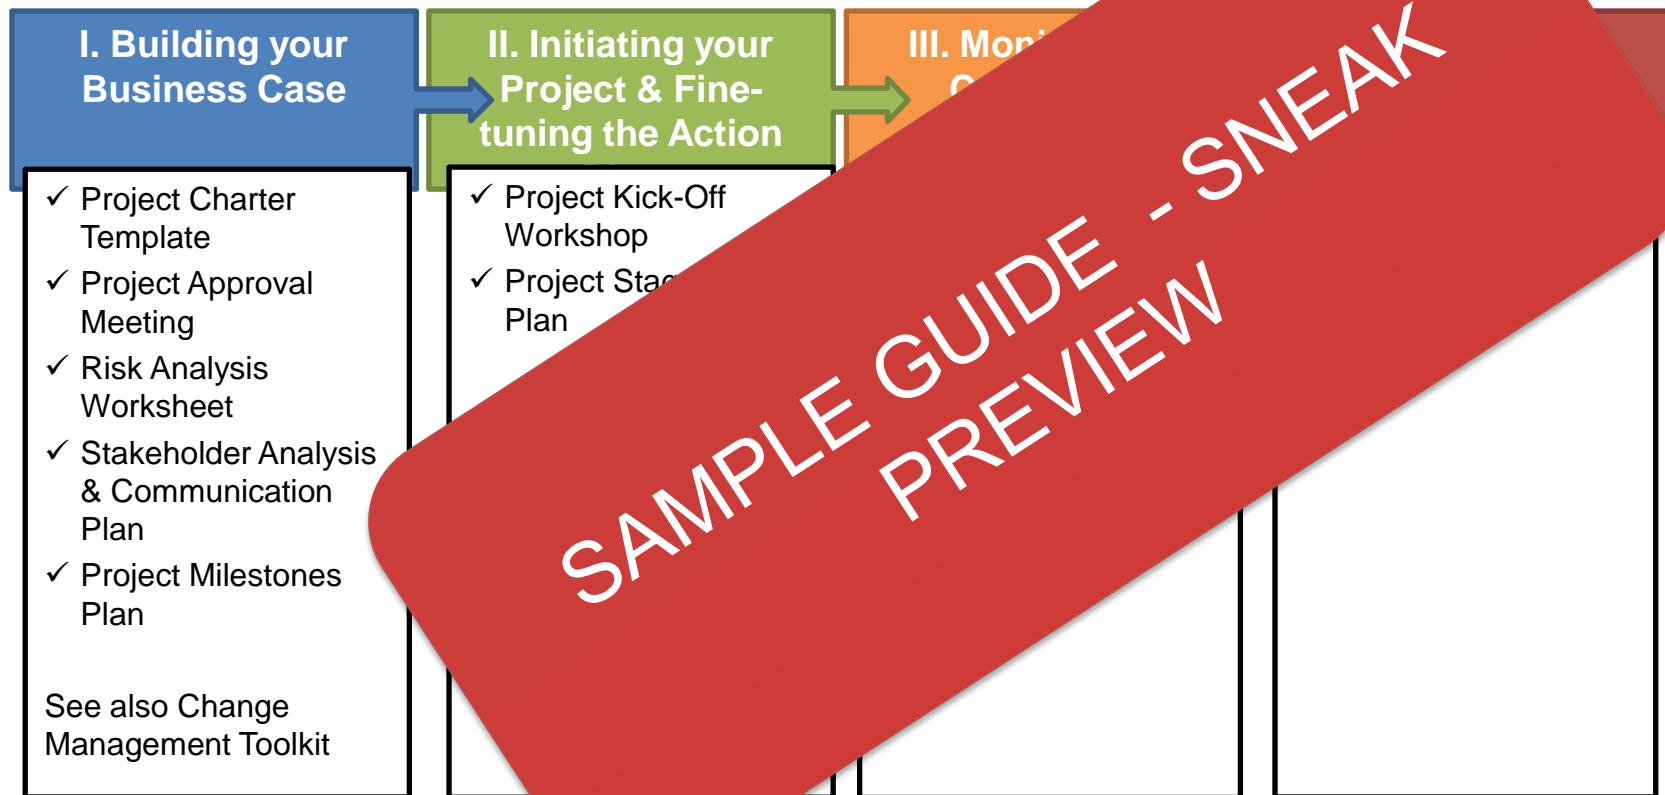 I. Building your
Business Case
✓ Project Charter
Template
✓ Project Approval
Meeting
✓ Risk Analysis
Worksheet
✓ Stakeholder Analysis
& Communication
Plan
✓ Project Milestones
Plan
See also Change
Management Toolkit
II. Initiating your
Project & Fine-
tuning the Action
✓ Project Kick-Off
Workshop
✓ Project
Plan
III.
SAMPLE GUIDE - SNEAK
PREVIEW